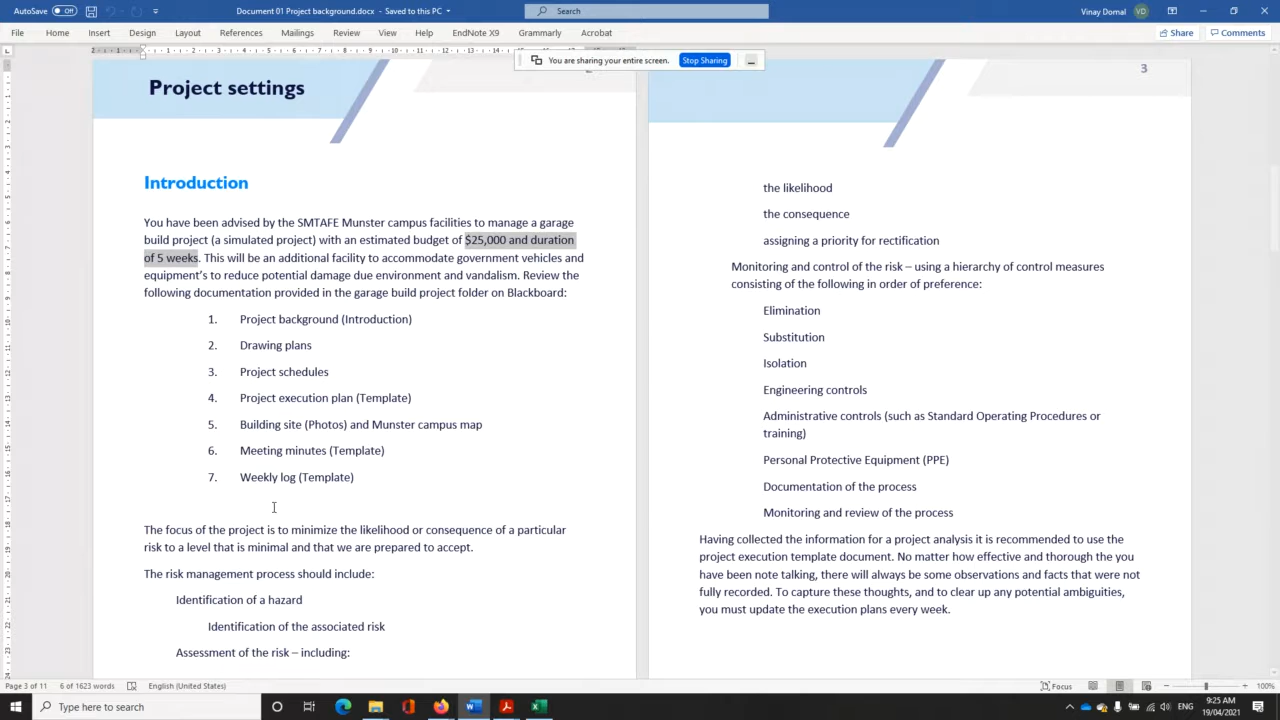 AutoSave
Off
Document 01 Project background.docx - Saved to this PC
Search
Vinay Domal
VD
File Home Insert Design Layout References Mailings Review View Help EndNote X9 Grammarly Acrobat
Share
Comments
You are sharing your entire screen.
Stop Sharing
Project settings
Introduction
You have been advised by the SMTAFE Munster campus facilities to manage a garage
build project (a simulated project) with an estimated budget of $25,000 and duration
of 5 weeks. This will be an additional facility to accommodate government vehicles and
equipment's to reduce potential damage due environment and vandalism. Review the
following documentation provided in the garage build project folder on Blackboard:
1. Project background (Introduction)
2. Drawing plans
3. Project schedules
4. Project execution plan (Template)
5. Building site (Photos) and Munster campus map
6. Meeting minutes (Template)
7. Weekly log (Template)
The focus of the project is to minimize the likelihood or consequence of a particular
risk to a level that is minimal and that we are prepared to accept.
The risk management process should include:
Identification of a hazard
Identification of the associated risk
Assessment of the risk – including:
3
the likelihood
the consequence
assigning a priority for rectification
Monitoring and control of the risk – using a hierarchy of control measures
consisting of the following in order of preference:
Elimination
Substitution
Isolation
Engineering controls
Administrative controls (such as Standard Operating Procedures or
training)
Personal Protective Equipment (PPE)
Documentation of the process
Monitoring and review of the process
Having collected the information for a project analysis it is recommended to use the
project execution template document. No matter how effective and thorough the you
have been note talking, there will always be some observations and facts that were not
fully recorded. To capture these thoughts, and to clear up any potential ambiguities,
you must update the execution plans every week.
Page 3 of 11
6 of 1623 words
English (United States)
Focus
100%
Type here to search
ENG
9:25 AM
19/04/2021